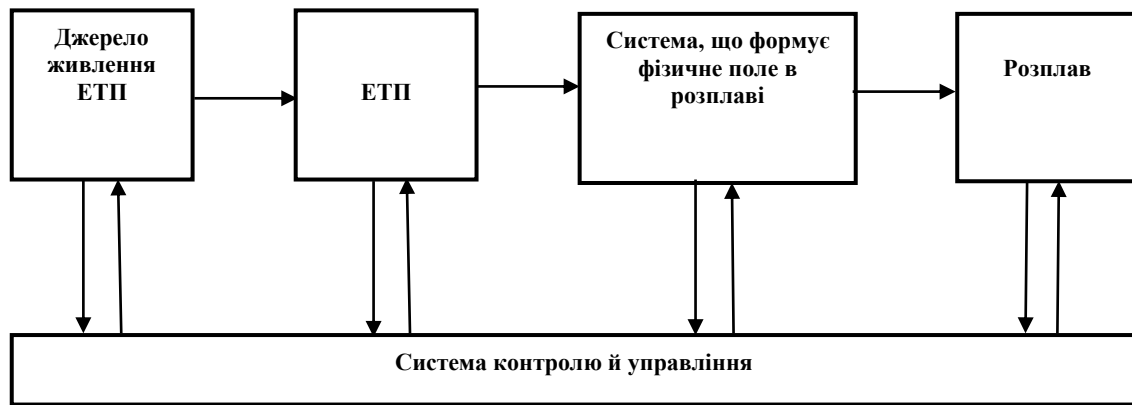 Джерело
живлення
ЕТП
ЕТП
Система, що формує
фізичне поле в
розплаві
Розплав
Система контролю й управління